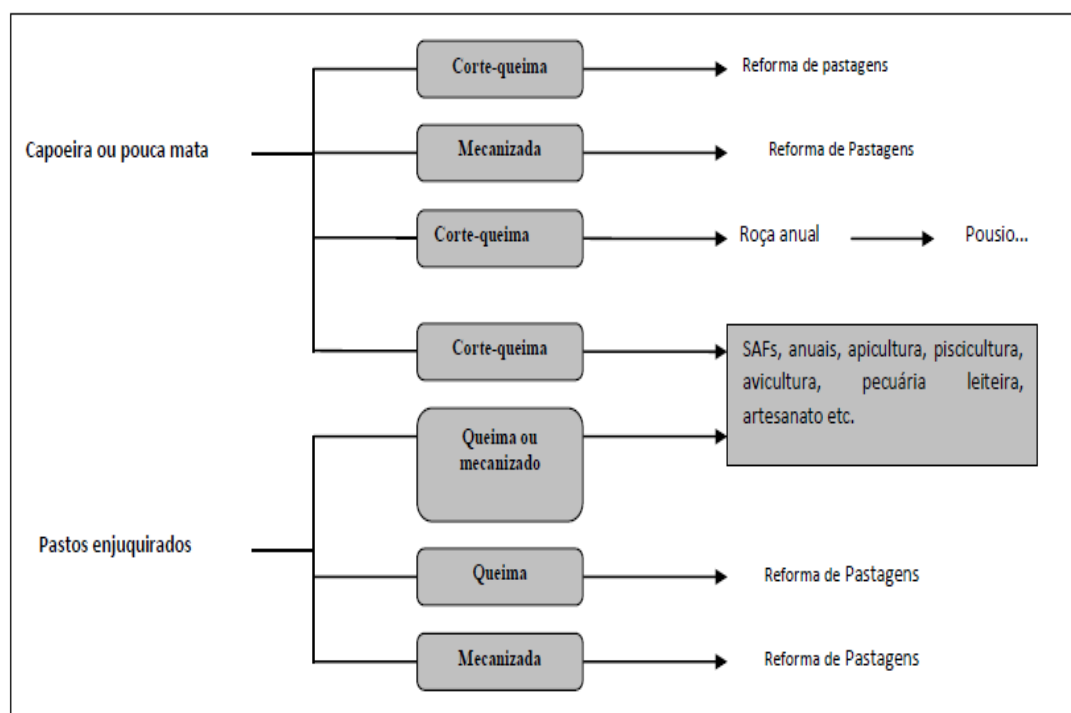 Corte-queima
Reforma de pastagens
Capoeira ou pouca mata
Mecanizada
Reforma de Pastagens
Corte-queima
Roça anual
Pousio...
Corte-queima
SAFs, anuais, apicultura, piscicultura,
avicultura, pecuária leiteira,
artesanato etc.
Queima ou
mecanizado
Pastos enjuquirados
Queima
Reforma de Pastagens
Mecanizada
Reforma de Pastagens